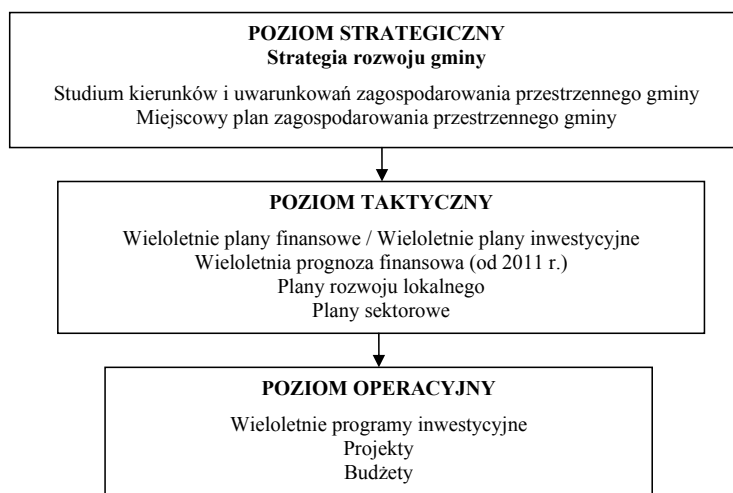 POZIOM STRATEGICZNY
Strategia rozwoju gminy
Studium kierunków i uwarunkowań zagospodarowania przestrzennego gminy
Miejscowy plan zagospodarowania przestrzennego gminy
POZIOM TAKTYCZNY
Wieloletnie plany finansowe / Wieloletnie plany inwestycyjne
Wieloletnia prognoza finansowa (od 2011 r.)
Plany rozwoju lokalnego
Plany sektorowe
POZIOM OPERACYJNY
Wieloletnie programy inwestycyjne
Projekty
Budżety